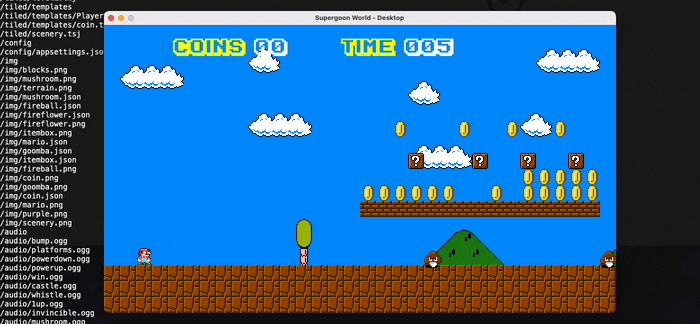 /tiled/templates
/tiled/templates/Player
/tiled/templates/coin.t
/tiled/scenery.tsj
/config
/config/appsettings.jso
/img
/img/blocks.png
/img/mushroom.png
/img/terrain.png
/img/mushroom.json
/img/fireball.json
/img/fireflower.json
/img/fireflower.png
/img/itembox.png
/img/mario.json
/img/goomba.json
/img/itembox.json
/img/fireball.png
/img/coin.png
/img/goomba.png
/img/coin.json
/img/mario.png
/img/purple.png
/img/scenery.png
/audio
/audio/bump.ogg
/audio/platforms.ogg
/audio/powerdown.ogg
/audio/powerup.ogg
/audio/win.ogg
/audio/castle.ogg
/audio/whistle.ogg
/audio/1up.ogg
/audio/invincible.ogg
/audio/mushroom.ogg
Supergoon World - Desktop
COINS 00 TIME 005
? ? ? ?